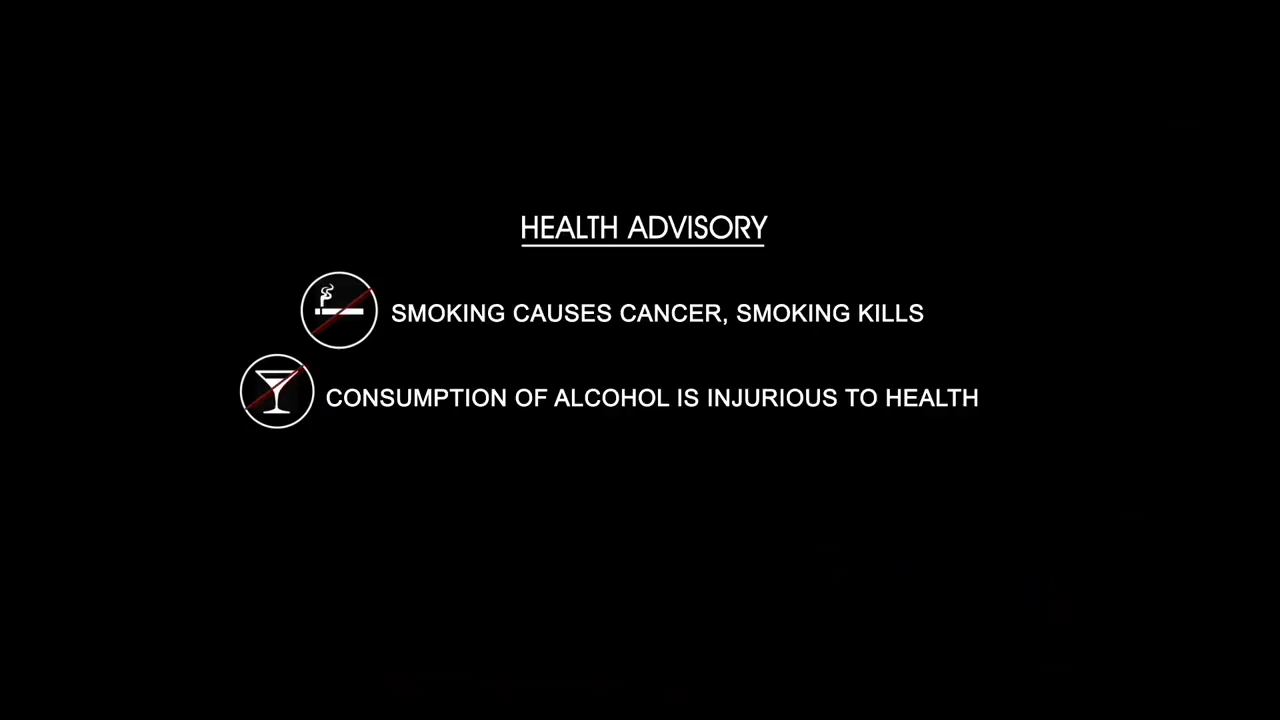 HEALTH ADVISORY
SMOKING CAUSES CANCER, SMOKING KILLS
CONSUMPTION OF ALCOHOL IS INJURIOUS TO HEALTH